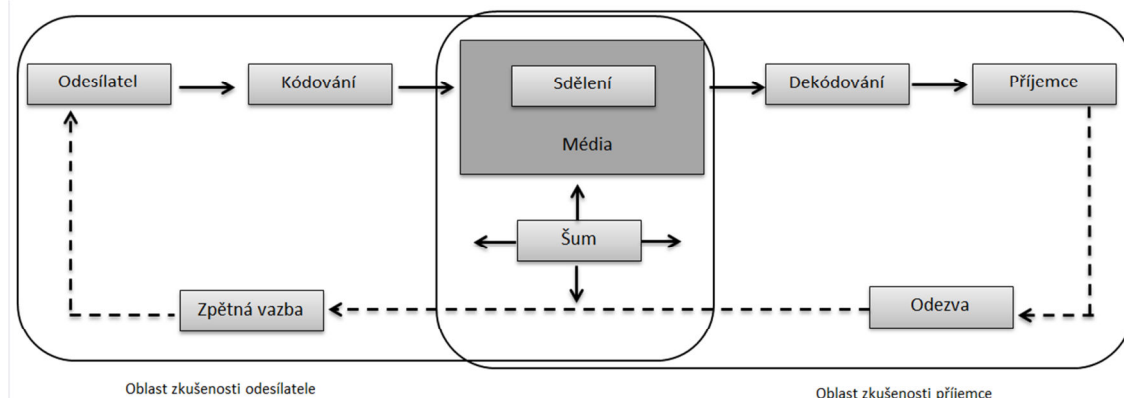 Odesílatel
Kódování
Sdělení
Média
Dekódování
Příjemce
Šum
Zpětná vazba
Odezva
Oblast zkušenosti odesílatele
Oblast zkušenosti příjemce